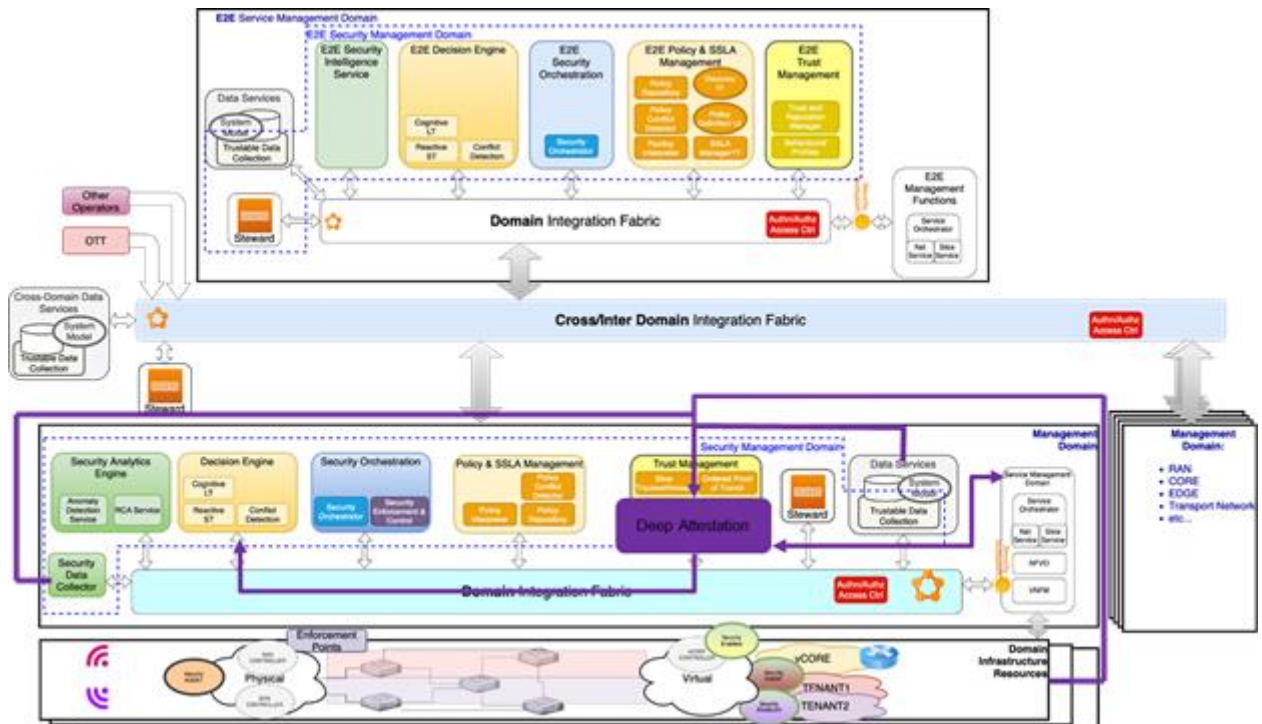 E2E Service Management Domain
E2E Security Management Domain
E2E Security
Intelligence
Service
E2E Decision Engine
Cognitive
LT
Reactive
ST
Conflict
Detection
E2E
Security
Orchestration
Security
Orchestrator
E2E Policy & SSLA
Management
Policy
Repository
Policy
Conflict
Detector
E2E
Trust
Management
Trust and
Reputation
Manager
Data Services
System
Model
Trustable Data
Collection
Steward
Domain Integration Fabric
Authn/Authz
Access Ctrl
E2E
Management
Functions
Service
Orchestrator
Net
Service
Slice
Service
Other
Operators
OTT
Cross-Domain Data
Services
System
Model
Trustable Data
Collection
Cross/Inter Domain Integration Fabric
Authn/Authz
Access Ctrl
Steward
Management
Domain
Security Management Domain
Security Analytics
Engine
Anomaly
Detection
Service
RCA Service
Decision Engine
Cognitive
LT
Reactive
ST
Conflict
Detection
Security Orchestration
Security
Orchestrator
Security
Enforcement &
Control
Policy & SSLA Management
Policy
Conflict
Detector
Policy
Policy
Repository
Trust Management
Ordered Proof
of Transit
Deep Attestation
Steward
Data Services
System
Model
Trustable Data
Collection
Service Management
Domain
Service
Orchestrator
Net
Service
Slice
Service
NFVO
VNFM
Security
Data
Collector
Domain Integration Fabric
Authn/Authz
Access Ctrl
Management
Domain:
• RAN
• CORE
• EDGE
• Transport Network
• etc...
Enforcement
Points
CONTROLLER
Physical
CONTROLLER
CONTROLLER
Virtual
vCORE
TENANT1
TENANT2
Domain
Infrastructure
Resources